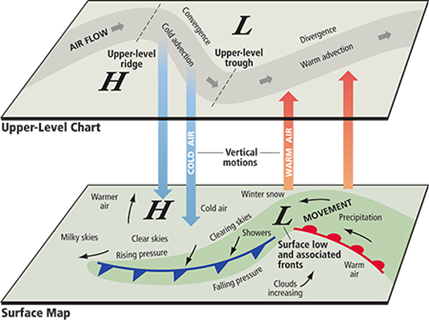 AIR FLOW
Upper-level
ridge
H
Cold advection
Convergence
L
Upper-level
trough
Divergence
Warm advection
Upper-Level Chart
COLD AIR
Vertical
motions
WARM AIR
Warmer
air
H
Cold air
Winter snow
L
MOVEMENT
Precipitation
Milky skies
Clear skies
Clearing skies
Showers
Rising pressure
Surface low
and associated
fronts
Falling pressure
Warm
air
Clouds
increasing
Surface Map